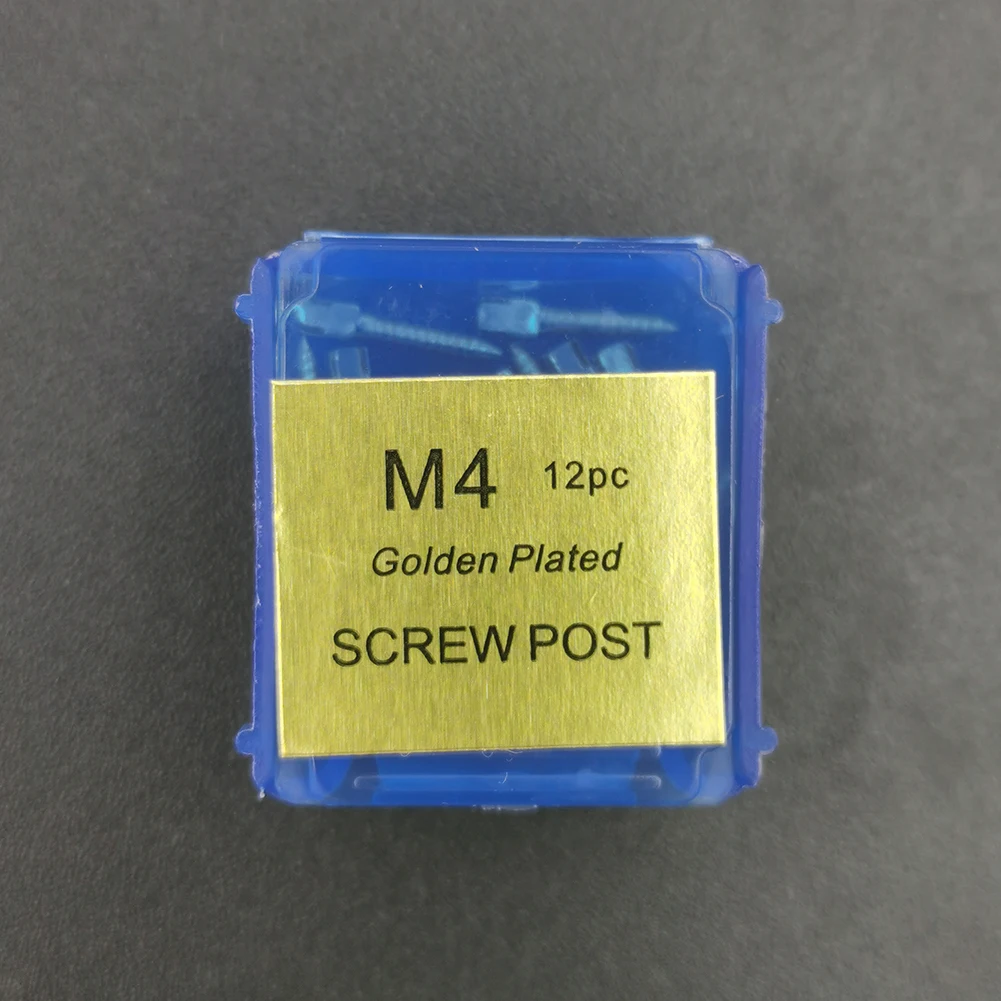 M4 12pc
Golden Plated
SCREW POST